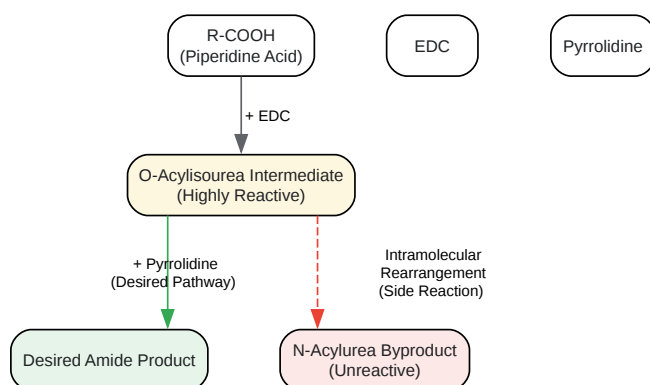 R-COOH
(Piperidine Acid)
EDC
Pyrrolidine
+ EDC
O-Acylisourea Intermediate
(Highly Reactive)
+ Pyrrolidine
(Desired Pathway)
Intramolecular
Rearrangement
(Side Reaction)
Desired Amide Product
N-Acylurea Byproduct
(Unreactive)